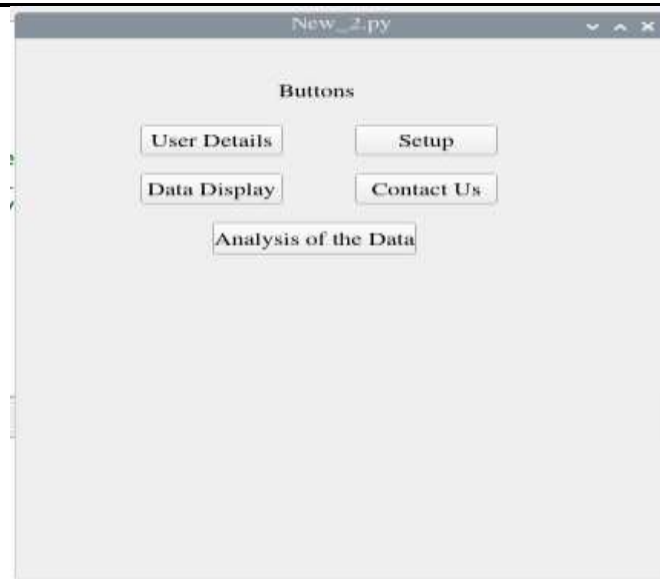 New_2.py
Buttons
User Details Setup
Data Display Contact Us
Analysis of the Data